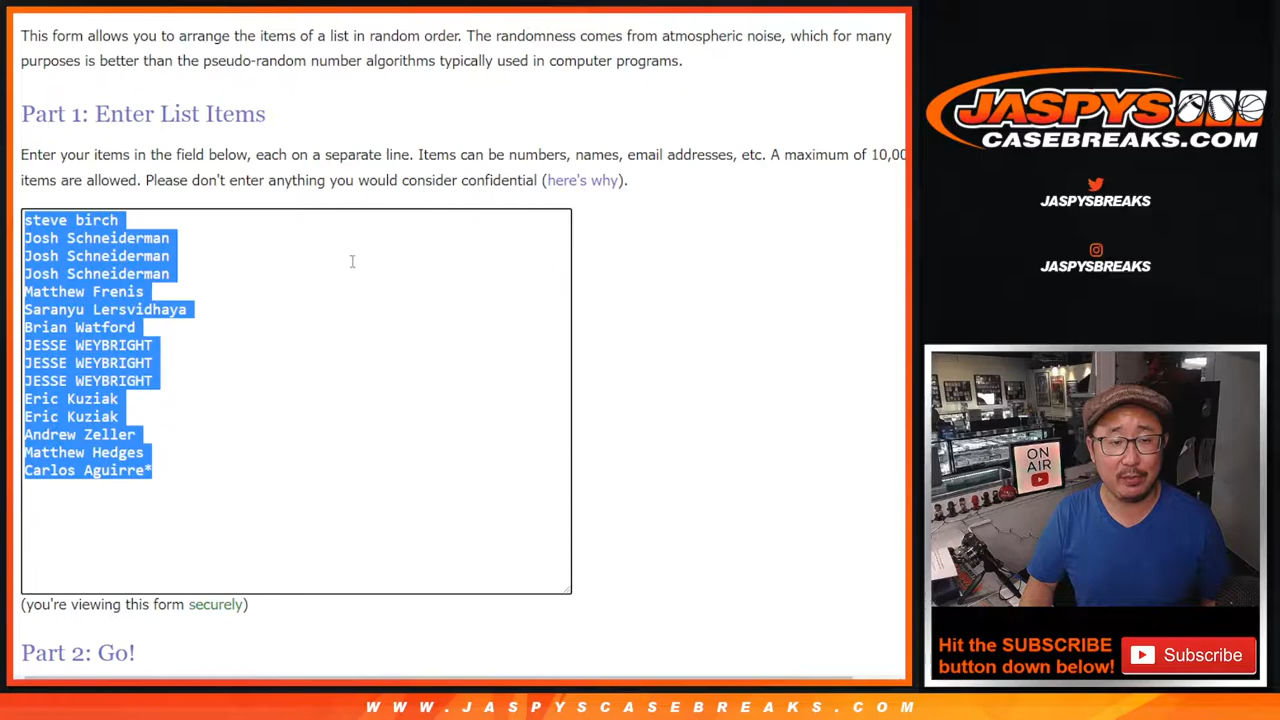 This form allows you to arrange the items of a list in random order. The randomness comes from atmospheric noise, which for many
purposes is better than the pseudo-random number algorithms typically used in computer programs.
Part 1: Enter List Items
Enter your items in the field below, each on a separate line. Items can be numbers, names, email addresses, etc. A maximum of 10,00
items are allowed. Please don't enter anything you would consider confidential (here's why).
steve birch
Josh Schneiderman
Josh Schneiderman
Josh Schneiderman
Matthew Frenis
Saranyu Lersvidhaya
Brian Watford
JESSE WEYBRIGHT
JESSE WEYBRIGHT
JESSE WEYBRIGHT
Eric Kuziak
Eric Kuziak
Andrew Zeller
Matthew Hedges
Carlos Aguirre*
(you're viewing this form securely)
Part 2: Go!
JASPYS
CASEBREAKS.COM
JASPYSBREAKS
JASPYSBREAKS
ON
AIR
Hit the SUBSCRIBE
button down below!
Subscribe
WWW.JASPYSCASEBREAKS.COM